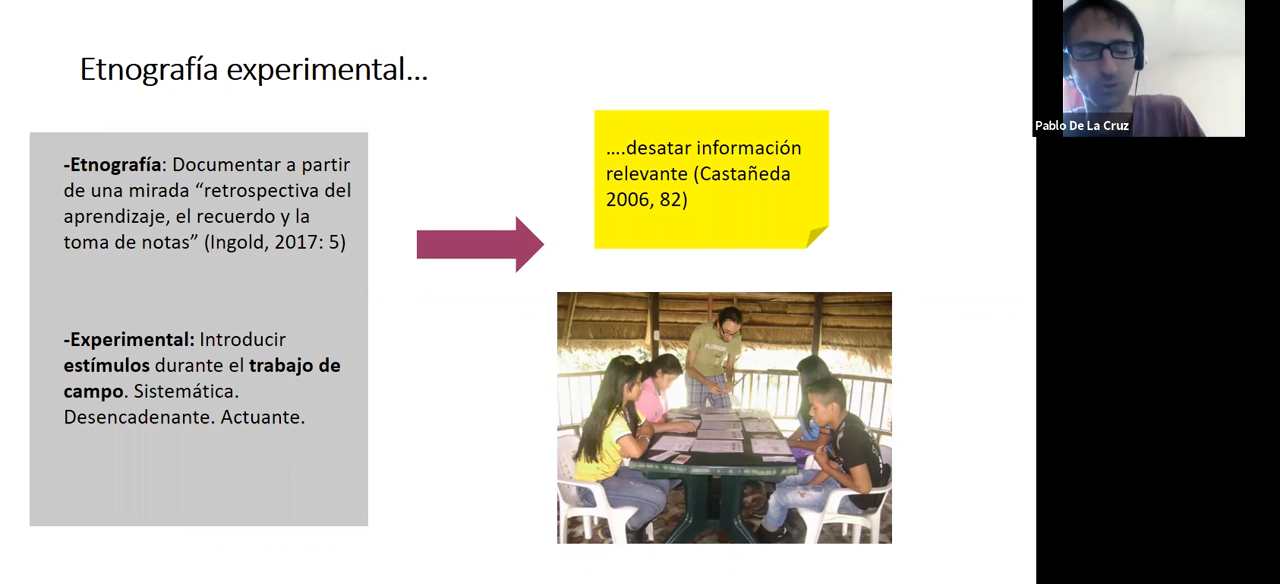 Etnografía experimental...
-Etnografía: Documentar a partir
de una mirada “retrospectiva del
aprendizaje, el recuerdo y la
toma de notas” (Ingold, 2017: 5)
-Experimental: Introducir
estímulos durante el trabajo de
campo. Sistemática.
Desencadenante. Actuante.
....desatar información
relevante (Castañeda
2006, 82)
Pablo De La Cruz